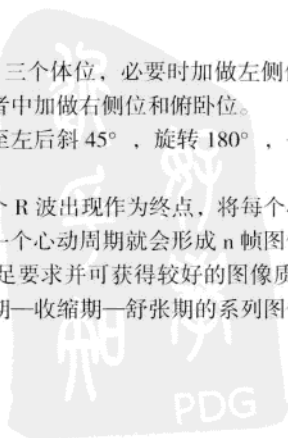 三个体位，必要时加做左侧
者中加做右侧位和俯卧位。
至左后斜 45°，旋转 180°，
R 波出现作为终点，将每个
一个心动周期就会形成 n 帧图
足要求并可获得较好的图像质
期—收缩期—舒张期的系列图
PDG